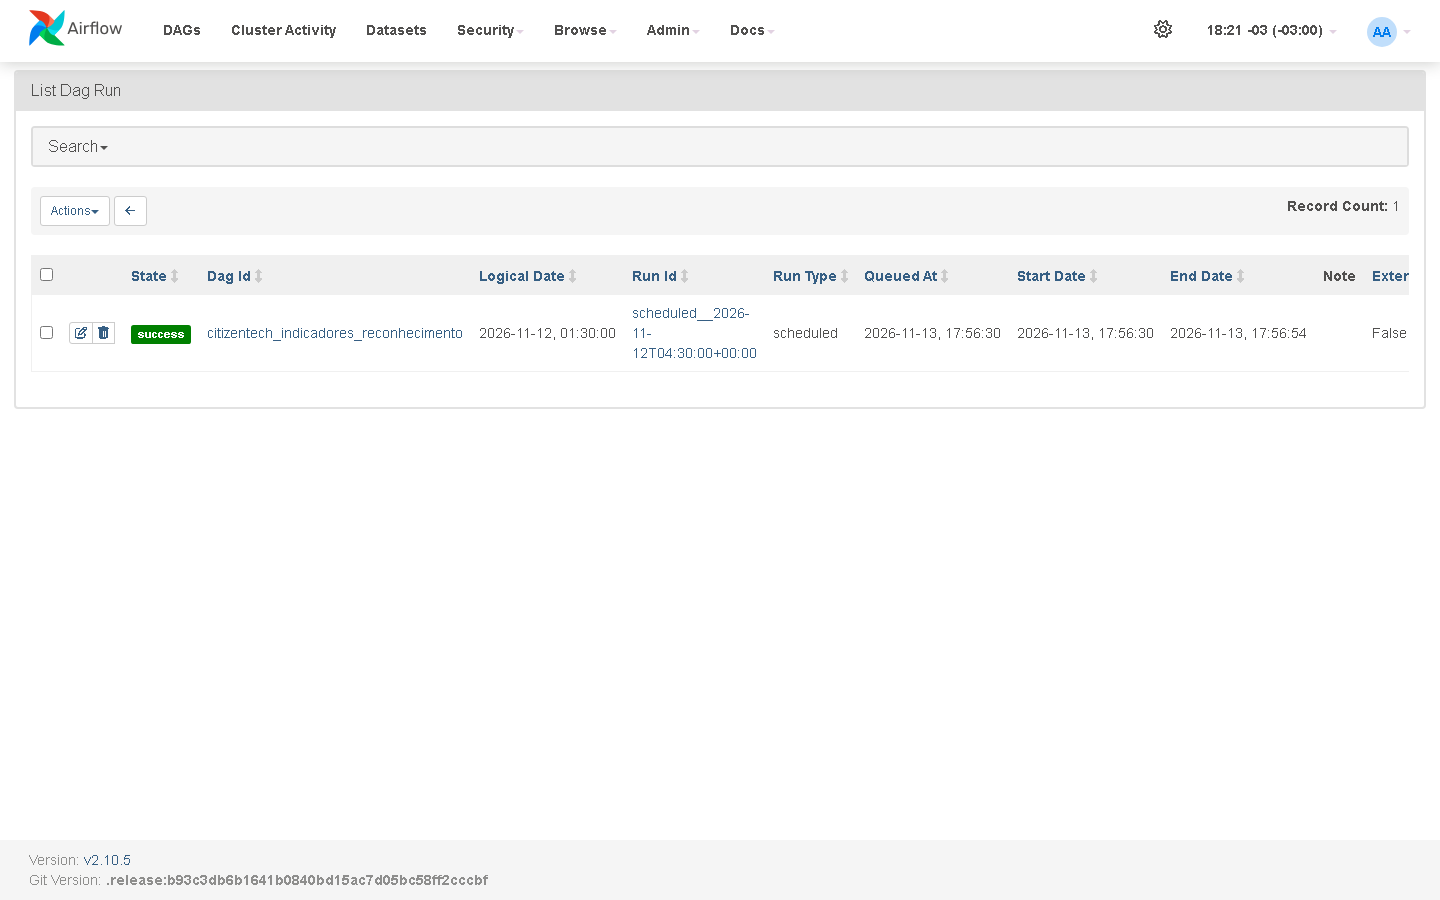 Airflow DAGs Cluster Activity Datasets Security Browse Admin Docs 18:21 -03 (-03:00) AA
List Dag Run
Search
Actions Record Count: 1
State Dag Id Logical Date Run Id Run Type Queued At Start Date End Date Note Exter
success citizentech_indicadores_reconhecimento 2026-11-12, 01:30:00 scheduled__2026-
11-
12T04:30:00+00:00 scheduled 2026-11-13, 17:56:30 2026-11-13, 17:56:30 2026-11-13, 17:56:54 False
Version: v2.10.5
Git Version: .release:b93c3db6b1641b0840bd15ac7d05bc58ff2cccbf